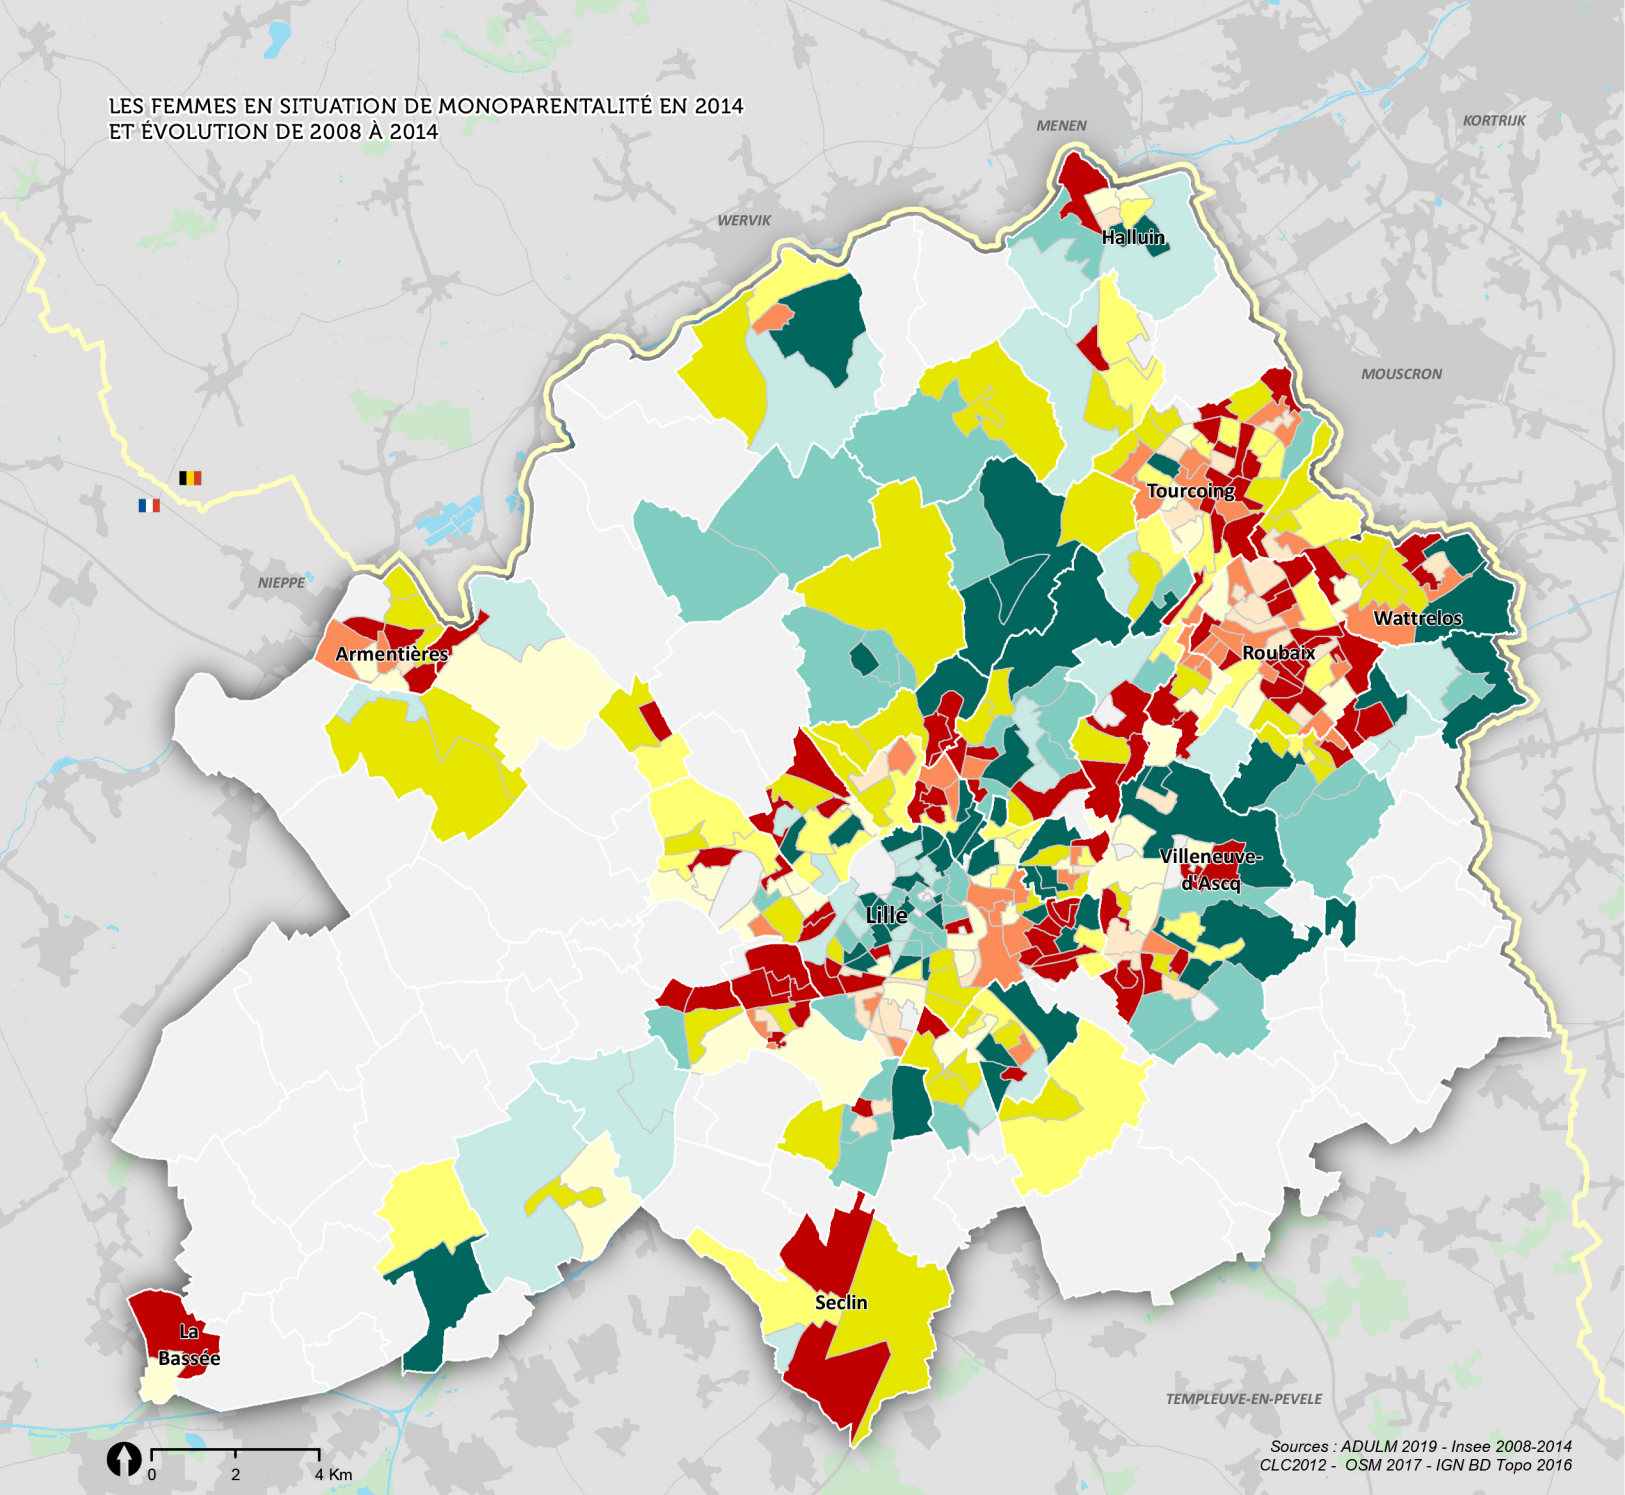 LES FEMMES EN SITUATION DE MONOPARENTALITÉ EN 2014
ET ÉVOLUTION DE 2008 À 2014
MENEN
KORTRIJK
WERVIK
Halluin
MOUSCRON
Tourcoing
NIEPPE
Wattrelos
Armentières
Roubaix
Villeneuve-
d'Ascq
Lille
Seclin
La
Bassée
TEMPLEUVE-EN-PEVELE
0 2 4 Km
Sources : ADULM 2019 - Insee 2008-2014
CLC2012 - OSM 2017 - IGN BD Topo 2016